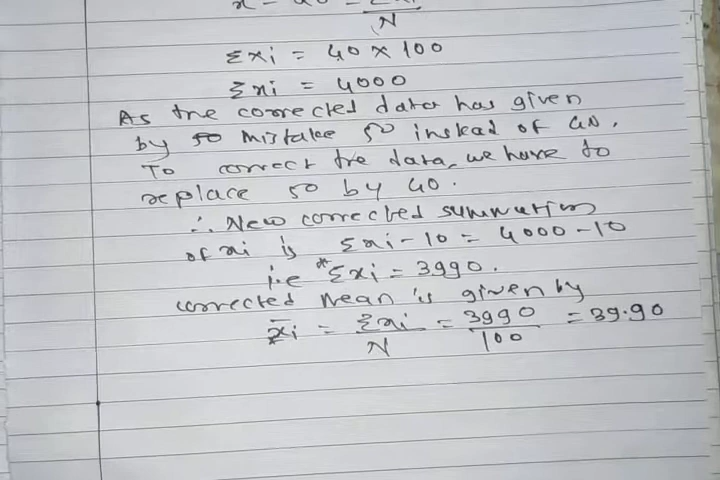 N
Σxi = 40 × 100
Σxi = 4000
As the corrected data has given
by mistake 50 instead of 40.
To correct the data, we have to
replace 50 by 40.
∴ New corrected summation
of xi is Σxi - 10 = 4000 - 10
i.e *Σxi = 3990.
corrected mean is given by
x̄i = Σxi / N = 3990 / 100 = 39.90